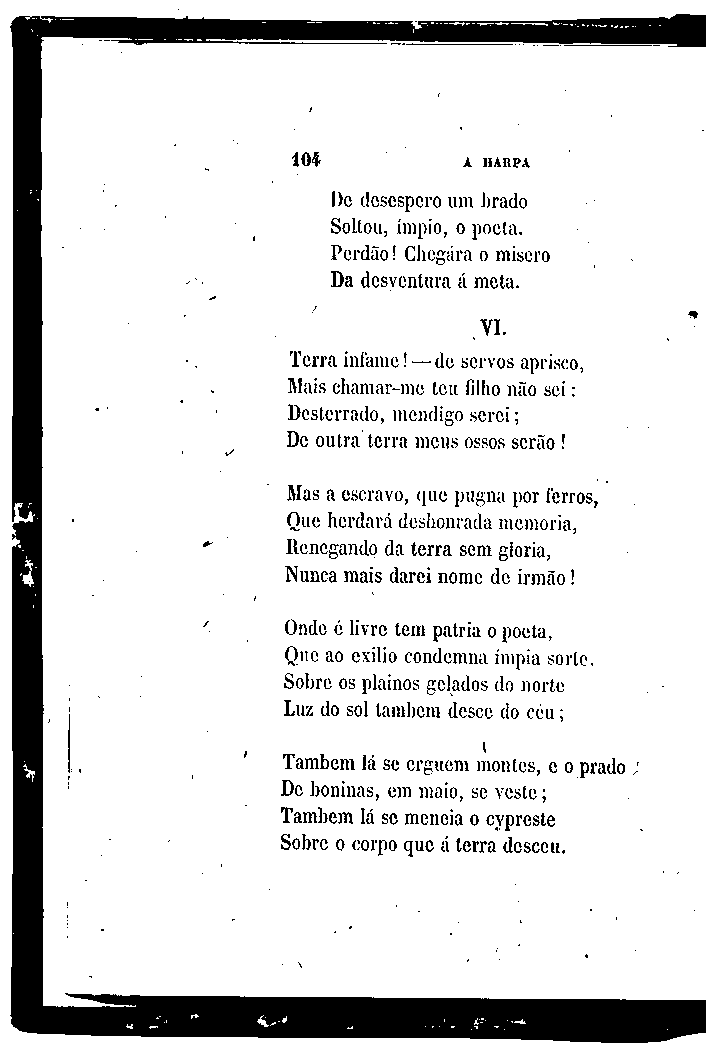 104 A HARPA
De desespero um brado
Soltou, ímpio, o poeta.
Perdão! Chegára o misero
Da desventura á meta.
VI.
Terra infame!—de servos aprisco,
Mais chamar-me teu filho não sei:
Desterrado, mendigo serei;
De outra terra meus ossos serão!
Mas a escravo, que pugna por ferros,
Que herdará deshonrada memoria,
Renegando da terra sem gloria,
Nunca mais darei nome de irmão!
Onde é livre tem patria o poeta,
Que ao exilio condemna ímpia sorte.
Sobre os plainos gelados do norte
Luz do sol tambem desce do céu;
Tambem lá se erguem montes, e o prado
De boninas, em maio, se veste;
Tambem lá se meneia o cypreste
Sobre o corpo que á terra desceu.